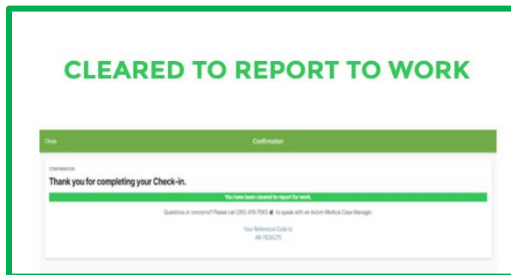 CLEARED TO REPORT TO WORK
Close
Confirmation
CONFIRMATION
Thank you for completing your Check-in.
You have been cleared to report for work.
Questions or concerns? Please call (281) to speak with an Axiom Medical Case Manager.
Your Reference Code is